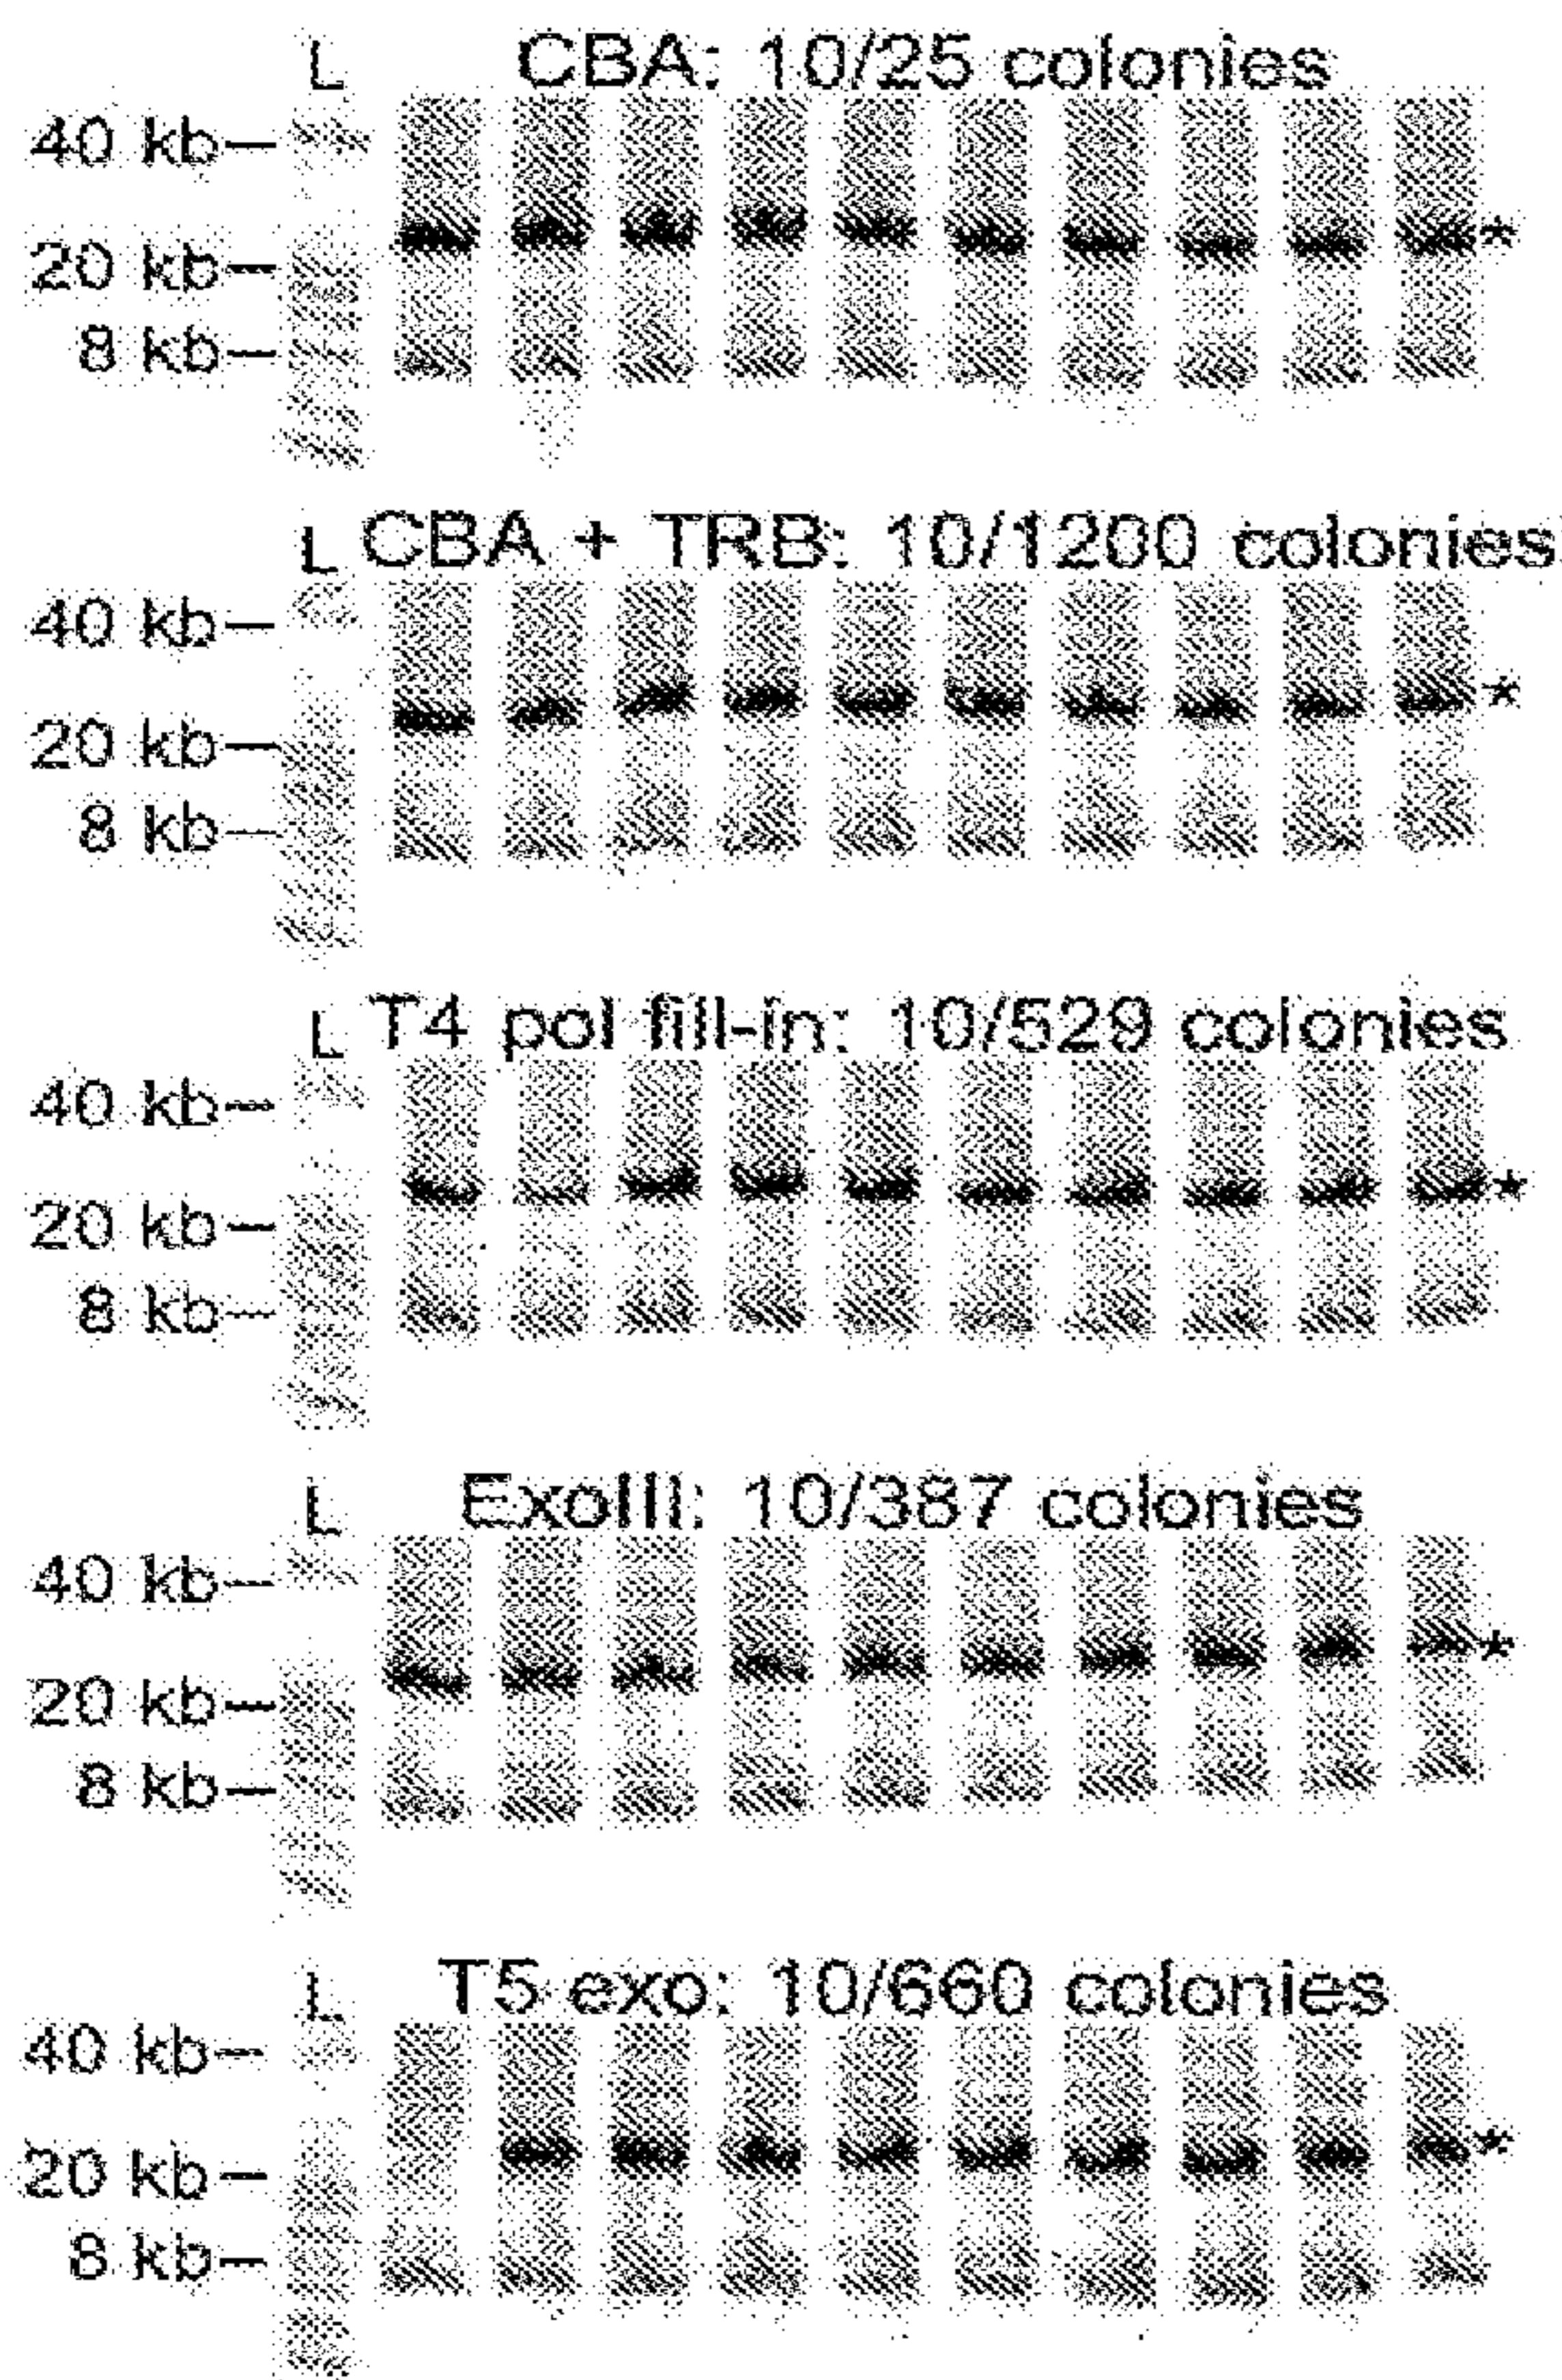 L CBA: 10/25 colonies
40 kb
20 kb
8 kb
*
L CBA + TRB: 10/1200 colonies
40 kb
20 kb
8 kb
*
L T4 pol fill-in: 10/529 colonies
40 kb
20 kb
8 kb
*
L ExoIII: 10/387 colonies
40 kb
20 kb
8 kb
*
L T5 exo: 10/660 colonies
40 kb
20 kb
8 kb
*